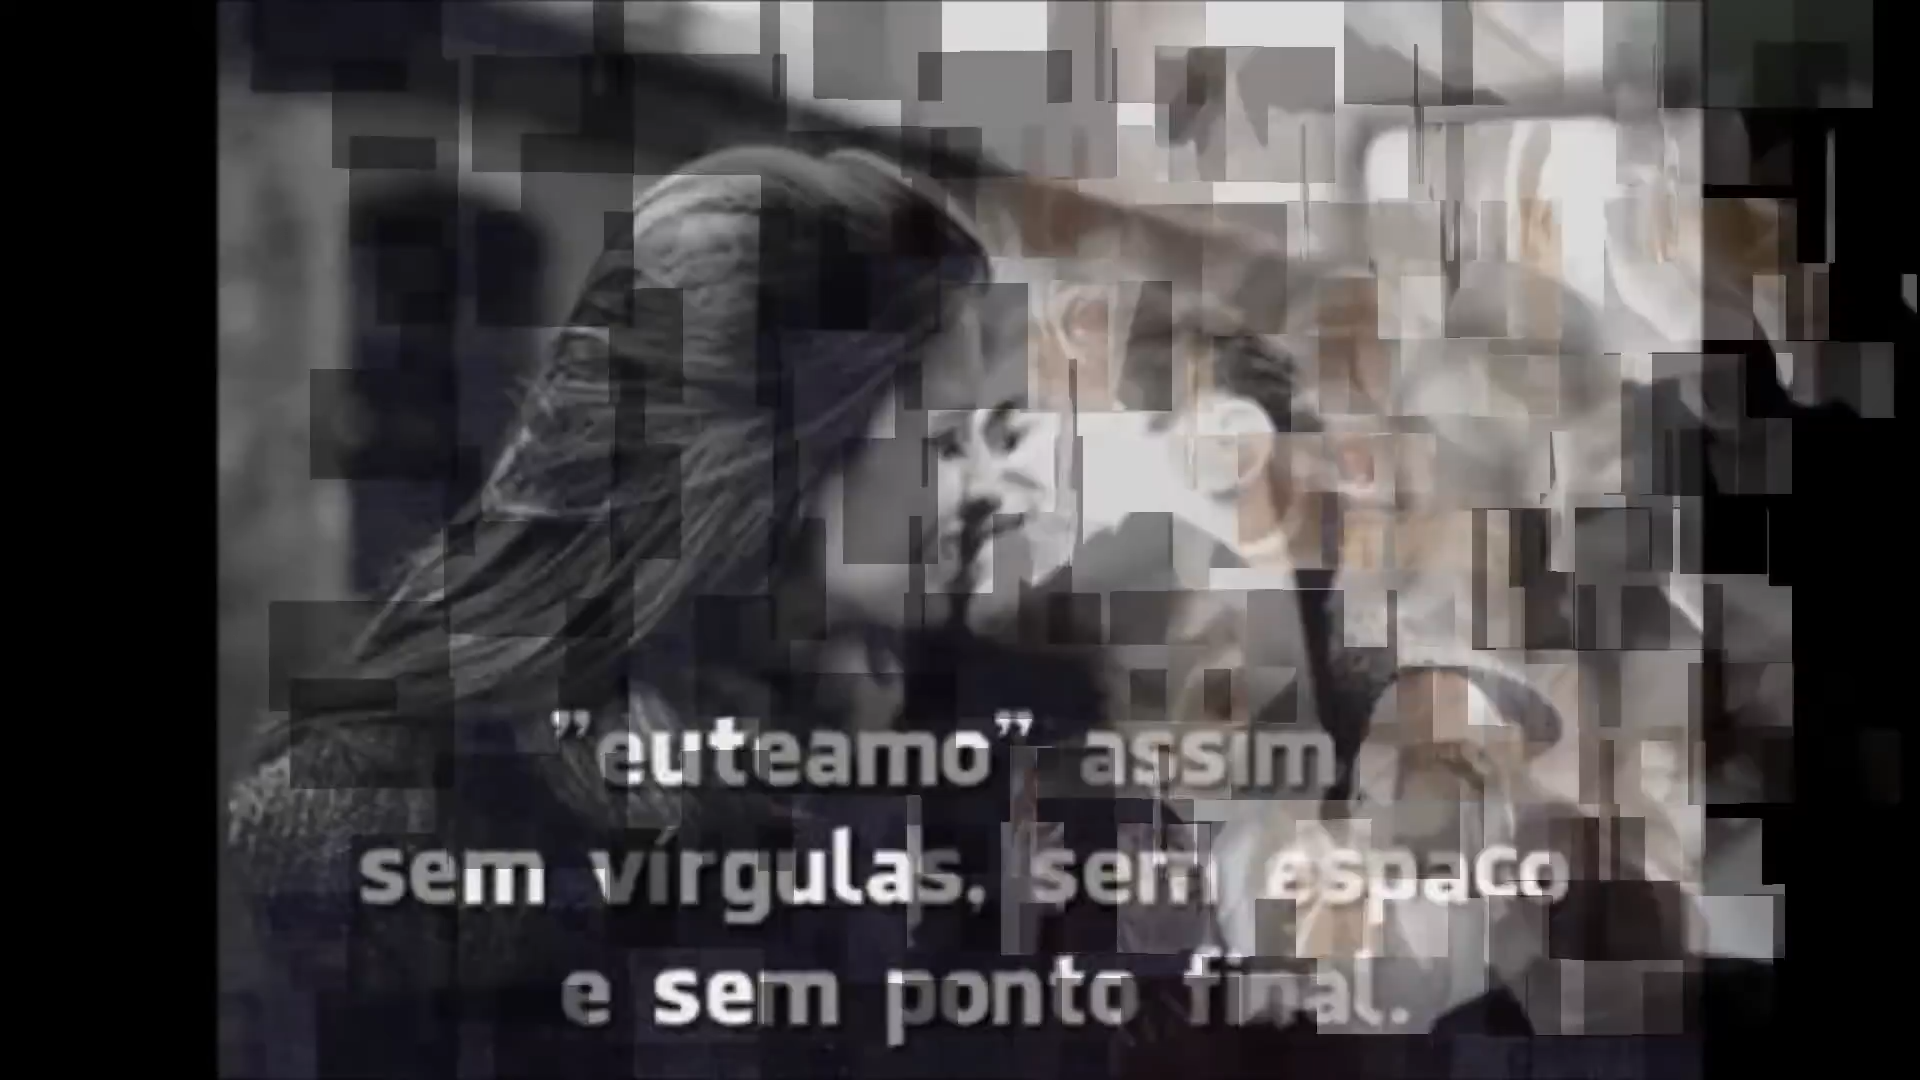 ”euteamo” assim
sem vírgulas, sem espaço
e sem ponto final.